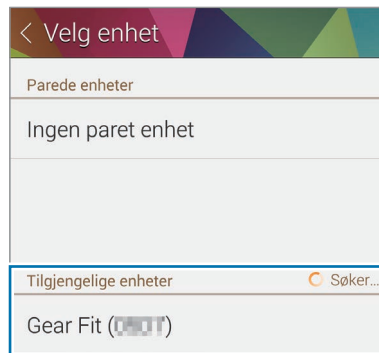 < Velg enhet
Parede enheter
Ingen paret enhet
Tilgjengelige enheter
Søker...
Gear Fit ( )